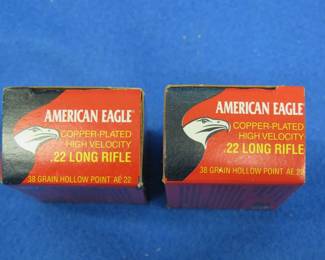 AMERICAN EAGLE
COPPER-PLATED
HIGH VELOCITY
.22 LONG RIFLE
38 GRAIN HOLLOW POINT AE 22
AMERICAN EAGLE
COPPER-PLATED
HIGH VELOCITY
.22 LONG RIFLE
38 GRAIN HOLLOW POINT AE 22